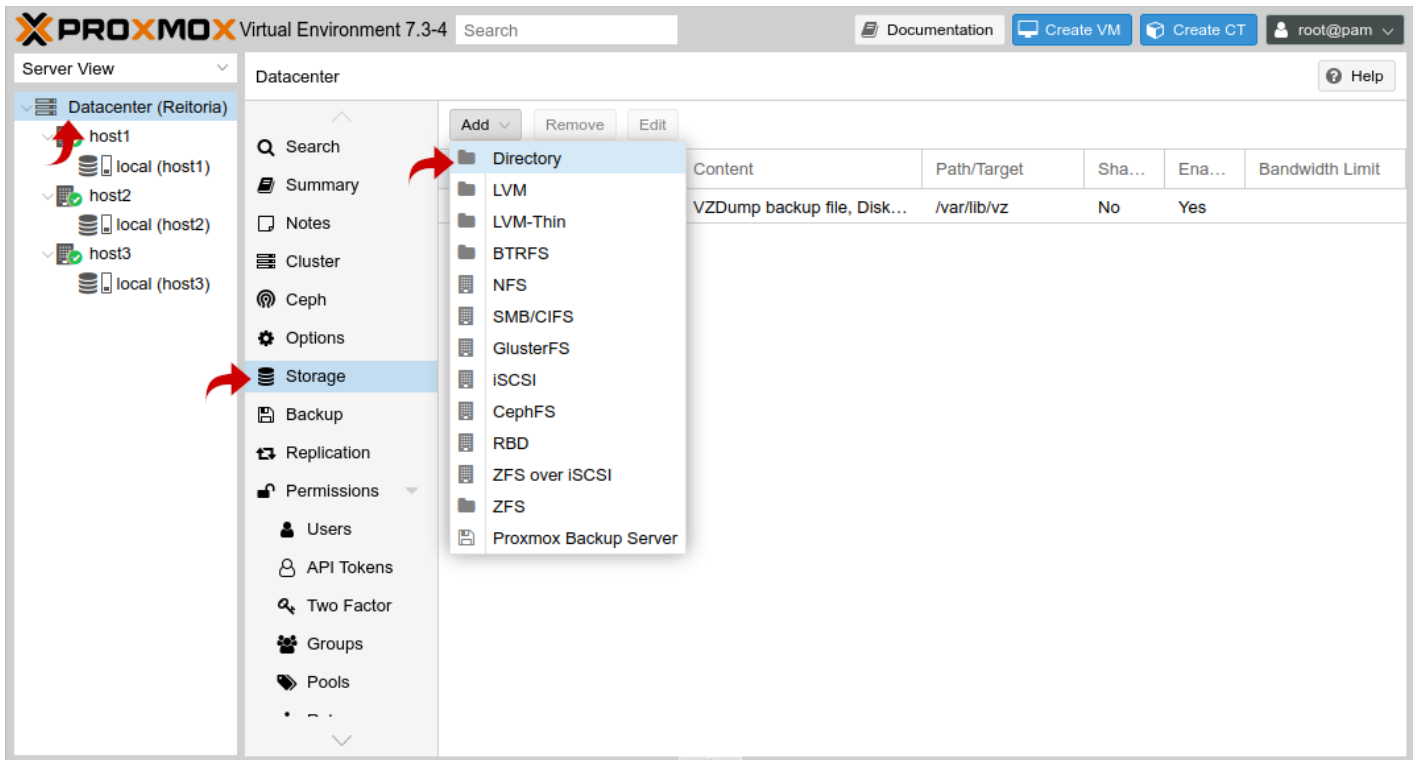 PROXMOX Virtual Environment 7.3-4 Search Documentation Create VM Create CT root@pam
Server View
Datacenter
Help
Datacenter (Reitoria)
host1
local (host1)
host2
local (host2)
host3
local (host3)
Search
Summary
Notes
Cluster
Ceph
Options
Storage
Backup
Replication
Permissions
Users
API Tokens
Two Factor
Groups
Pools
Add Remove Edit
Content Path/Target Sha... Ena... Bandwidth Limit
VZDump backup file, Disk... /var/lib/vz No Yes
Directory
LVM
LVM-Thin
BTRFS
NFS
SMB/CIFS
GlusterFS
iSCSI
CephFS
RBD
ZFS over iSCSI
ZFS
Proxmox Backup Server